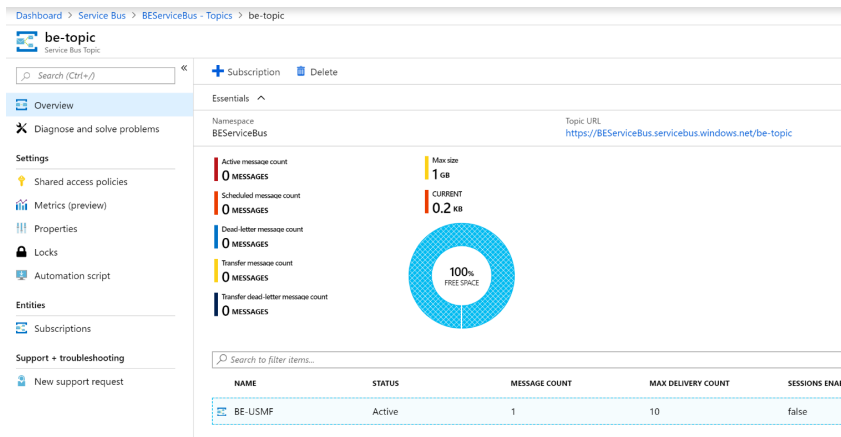 Dashboard > Service Bus > BEServiceBus - Topics > be-topic
be-topic
Service Bus Topic
Search (Ctrl+/)
Overview
Diagnose and solve problems
Settings
Shared access policies
Metrics (preview)
Properties
Locks
Automation script
Entities
Subscriptions
Support + troubleshooting
New support request
Subscription Delete
Essentials
Namespace
BEServiceBus
Topic URL
https://BEServiceBus.servicebus.windows.net/be-topic
Active message count
0 MESSAGES
Scheduled message count
0 MESSAGES
Dead-letter message count
0 MESSAGES
Transfer message count
0 MESSAGES
Transfer dead-letter message count
0 MESSAGES
Max size
1 GB
CURRENT
0.2 KB
100%
FREE SPACE
Search to filter items...
NAME STATUS MESSAGE COUNT MAX DELIVERY COUNT SESSIONS ENA
BE-USMF Active 1 10 false